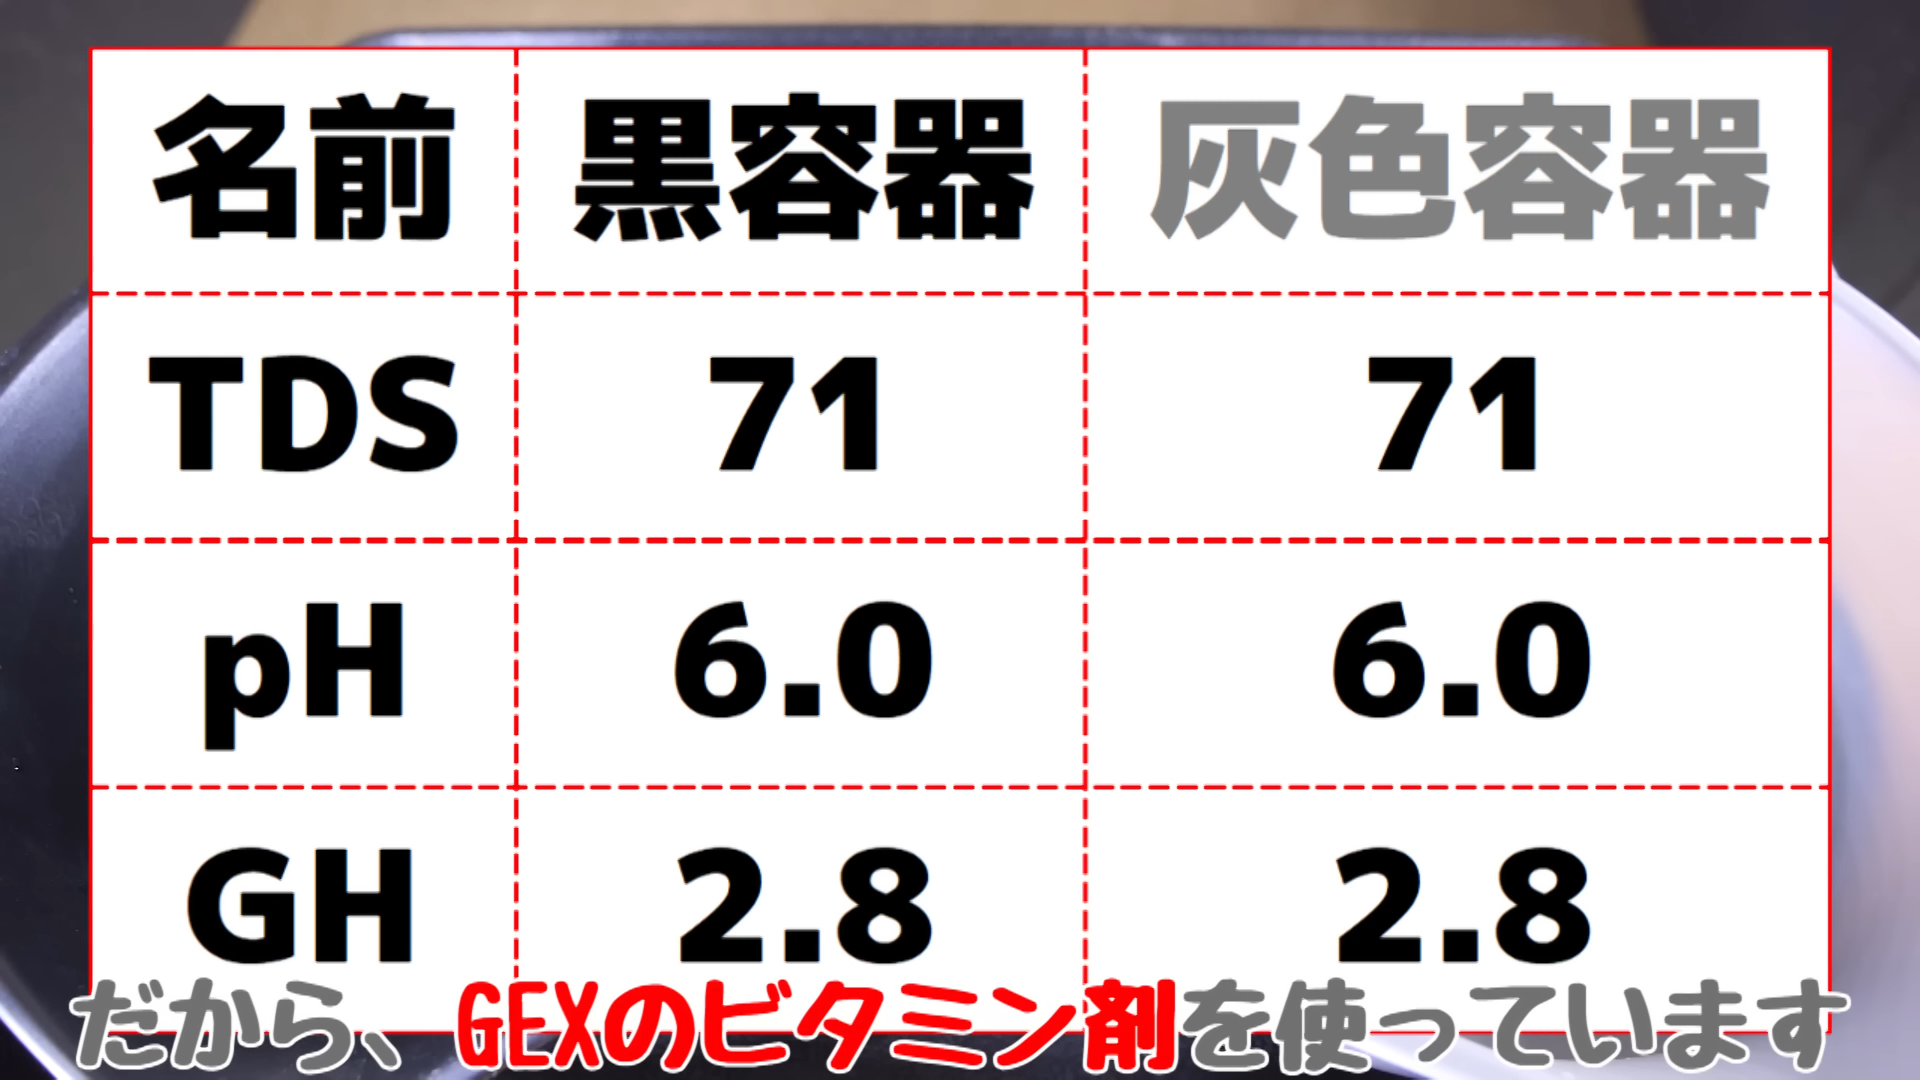 名前 黒容器 灰色容器
TDS 71 71
pH 6.0 6.0
GH 2.8 2.8
だから、GEXのビタミン剤を使っています